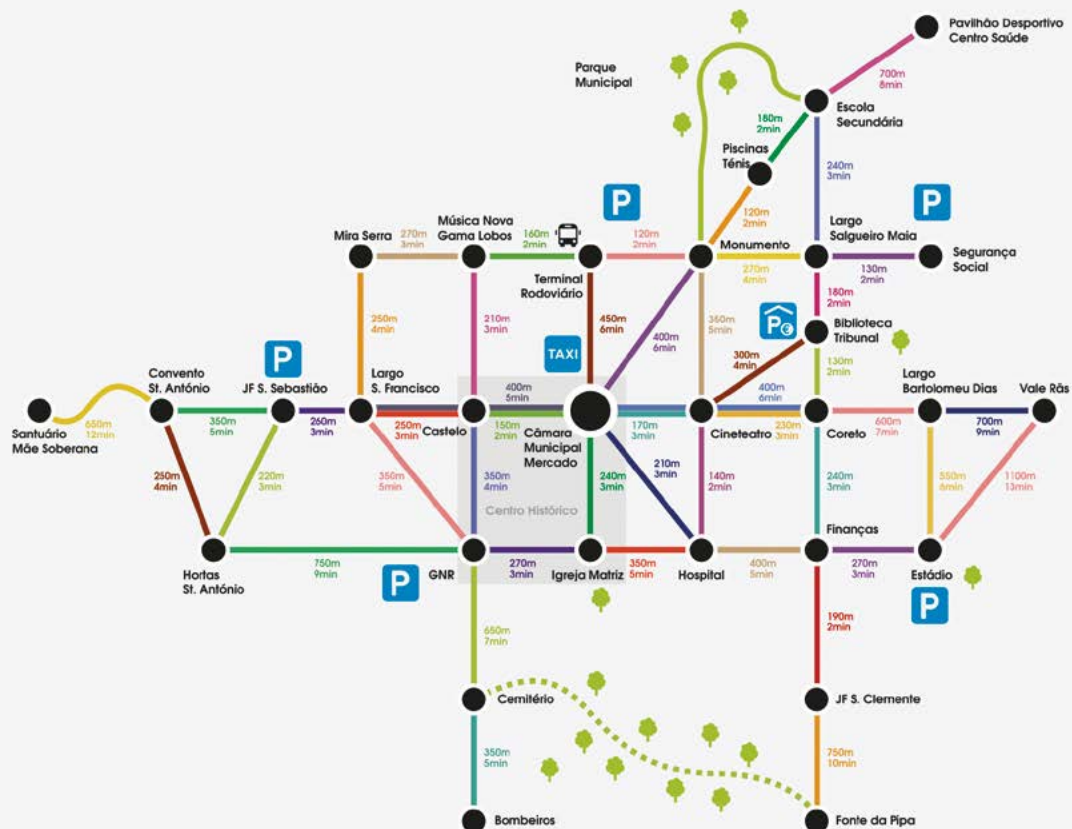 Pavilhão Desportivo
Centro Saúde
Parque
Municipal
700m
8min
Escola
Secundária
180m
2min
Piscinas
Ténis
240m
3min
P
P
120m
2min
Música Nova
Gama Lobos
Mira Serra
270m
3min
160m
2min
120m
2min
Monumento
Largo
Salgueiro Maia
Segurança
Social
Terminal
Rodoviário
270m
4min
130m
2min
250m
4min
210m
3min
450m
6min
400m
6min
360m
5min
180m
2min
P€
Biblioteca
Tribunal
TAXI
300m
4min
130m
2min
P
Convento
St. António
JF S. Sebastião
Largo
S. Francisco
400m
5min
400m
6min
Largo
Bartolomeu Dias
Vale Rãs
Santuário
Mãe Soberana
650m
12min
350m
5min
260m
3min
250m
3min
Castelo
150m
2min
Câmara
Municipal
Mercado
170m
3min
Cineteatro
230m
3min
Coreto
600m
7min
700m
9min
250m
4min
220m
3min
350m
5min
350m
4min
240m
3min
210m
3min
140m
2min
240m
3min
550m
6min
1100m
13min
Centro Histórico
Finanças
Hortas
St. António
750m
9min
P
GNR
270m
3min
Igreja Matriz
350m
5min
Hospital
400m
5min
270m
3min
Estádio
P
650m
7min
190m
2min
Cemitério
JF S. Clemente
350m
5min
750m
10min
Bombeiros
Fonte da Pipa